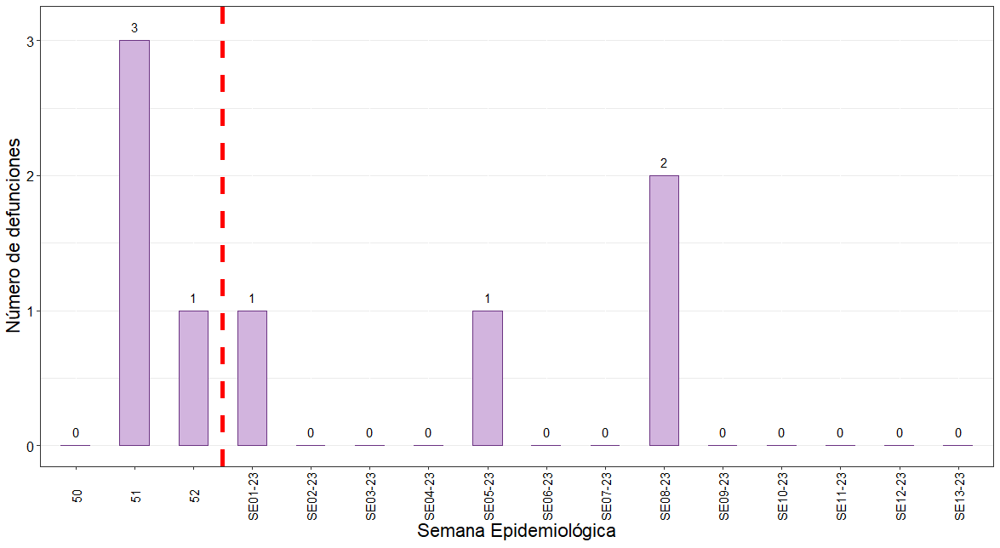 Número de defunciones
3
2
1
0
0
3
1
1
0
0
0
1
0
0
2
0
0
0
0
0
50
51
52
SE01-23
SE02-23
SE03-23
SE04-23
SE05-23
SE06-23
SE07-23
SE08-23
SE09-23
SE10-23
SE11-23
SE12-23
SE13-23
Semana Epidemiológica